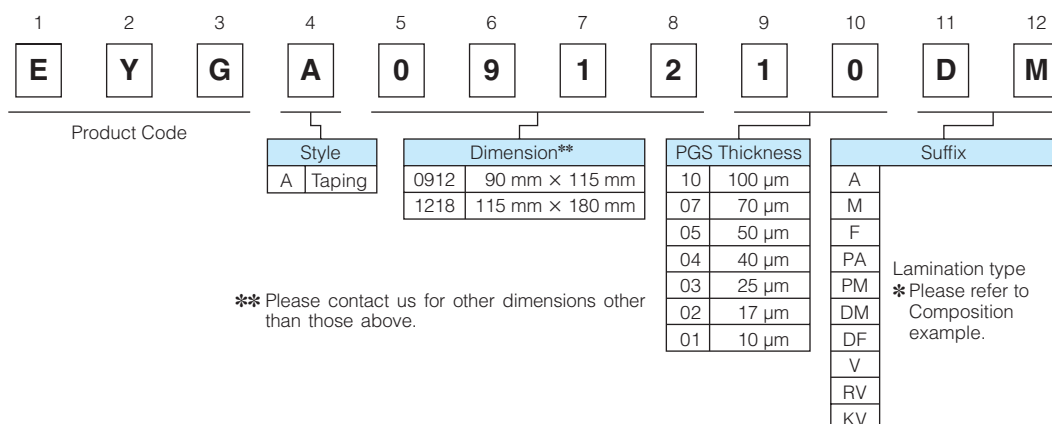 1 2 3 4 5 6 7 8 9 10 11 12
E Y G A 0 9 1 2 1 0 D M
Product Code
Style
A Taping
Dimension**
0912 90 mm × 115 mm
1218 115 mm × 180 mm
PGS Thickness
10 100 µm
07 70 µm
05 50 µm
04 40 µm
03 25 µm
02 17 µm
01 10 µm
Suffix
A
M
F
PA
PM
DM
DF
V
RV
KV
Lamination type
* Please refer to
Composition
example.
** Please contact us for other dimensions other
than those above.